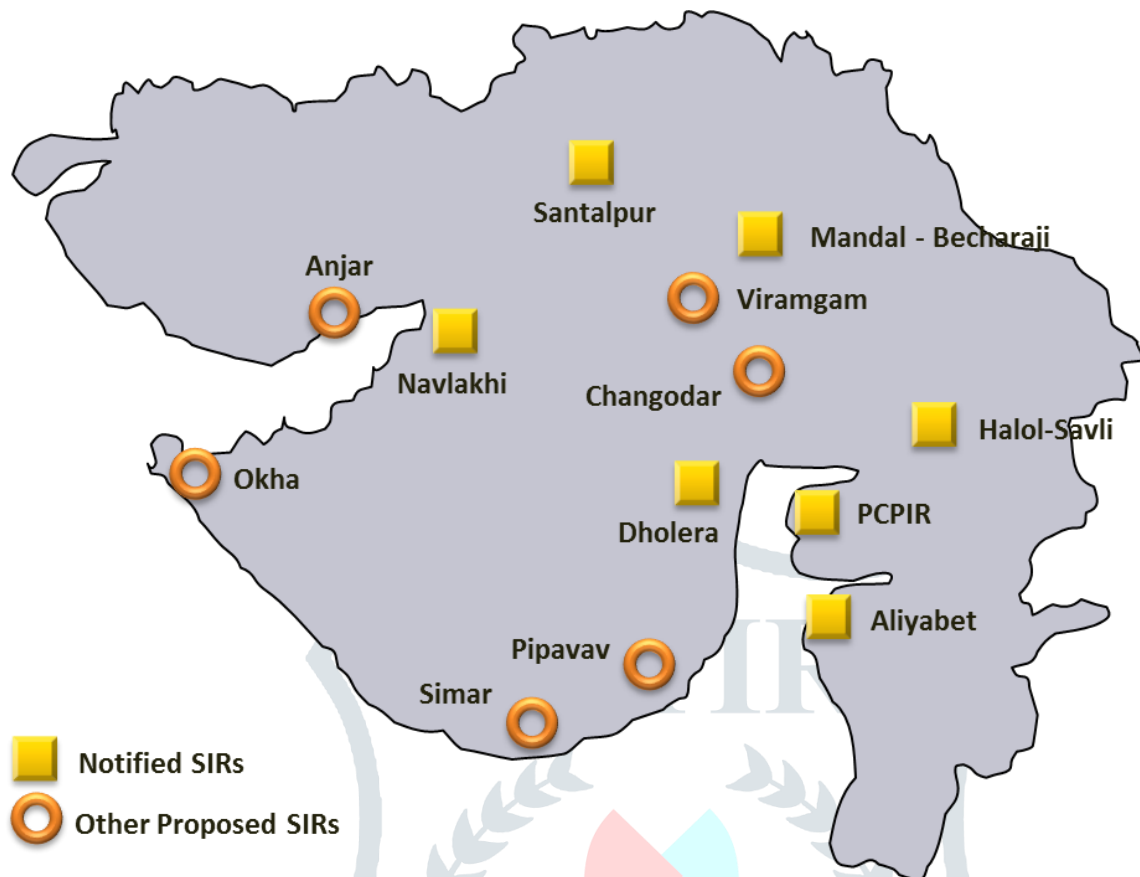 Santalpur
Mandal - Becharaji
Anjar
Viramgam
Navlakhi
Changodar
Halol-Savli
Okha
PCPIR
Dholera
Aliyabet
Pipavav
Simar
Notified SIRs
Other Proposed SIRs